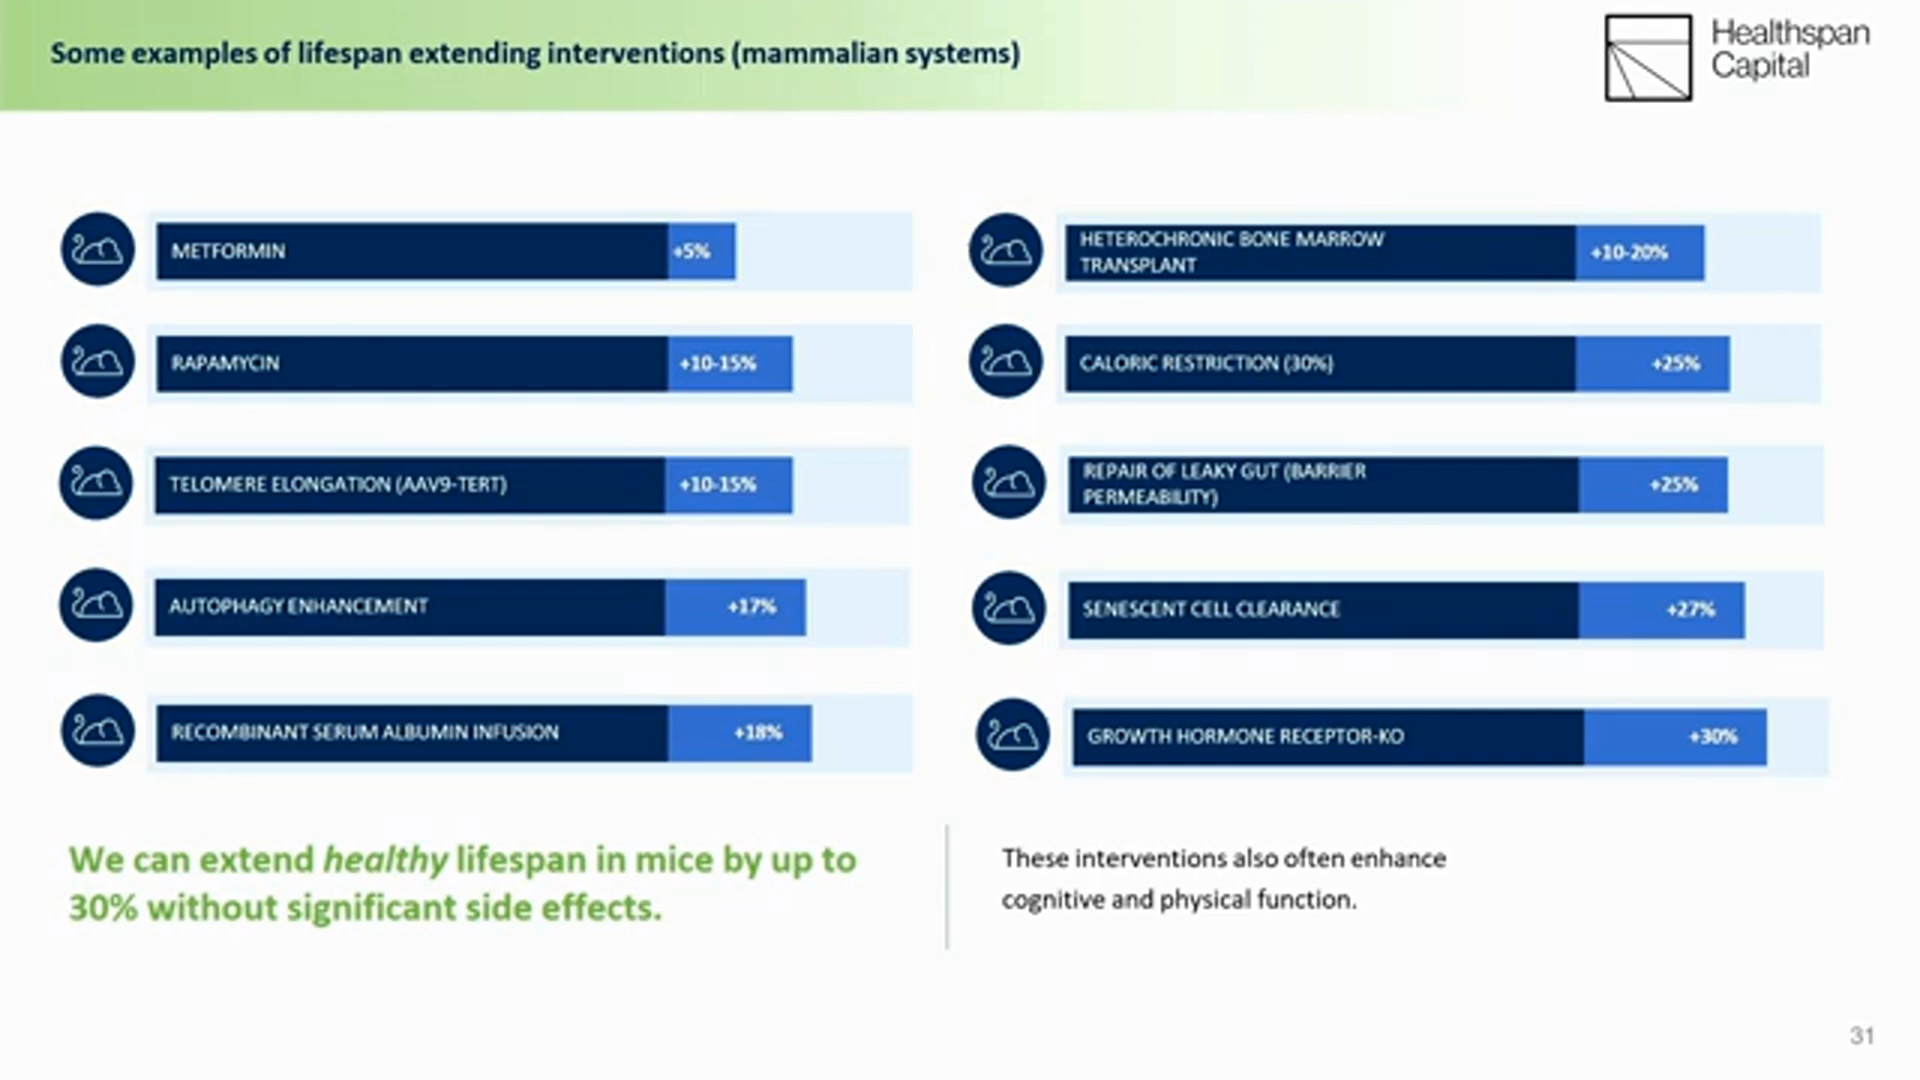 Some examples of lifespan extending interventions (mammalian systems)
Healthspan
Capital
METFORMIN +5%
RAPAMYCIN +10-15%
TELOMERE ELONGATION (AAV9-TERT) +10-15%
AUTOPHAGY ENHANCEMENT +17%
RECOMBINANT SERUM ALBUMIN INFUSION +18%
HETEROCHRONIC BONE MARROW
TRANSPLANT +10-20%
CALORIC RESTRICTION (30%) +25%
REPAIR OF LEAKY GUT (BARRIER
PERMEABILITY) +25%
SENESCENT CELL CLEARANCE +27%
GROWTH HORMONE RECEPTOR-KO +30%
We can extend healthy lifespan in mice by up to
30% without significant side effects.
These interventions also often enhance
cognitive and physical function.
31